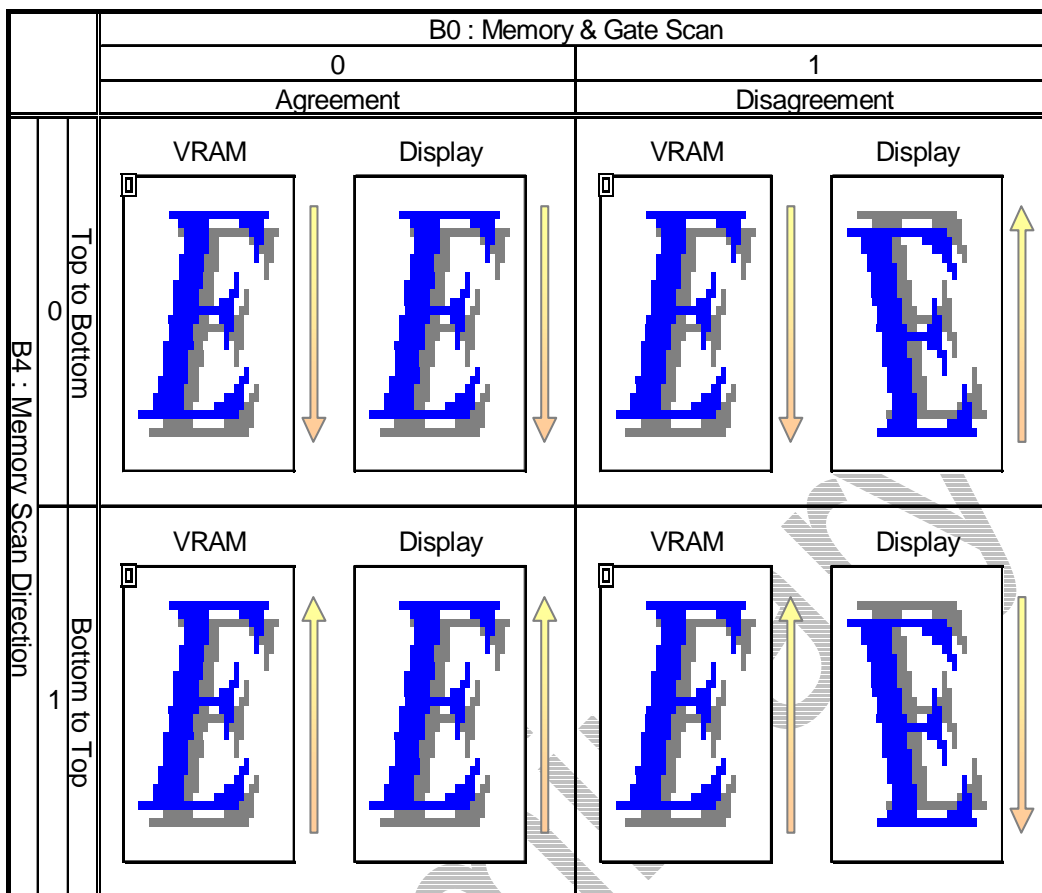 B0 : Memory & Gate Scan
0
1
Agreement
Disagreement
B4 : Memory Scan Direction
0
Top to Bottom
VRAM
Display
VRAM
Display
E
E
E
E
1
Bottom to Top
VRAM
Display
VRAM
Display
E
E
E
E